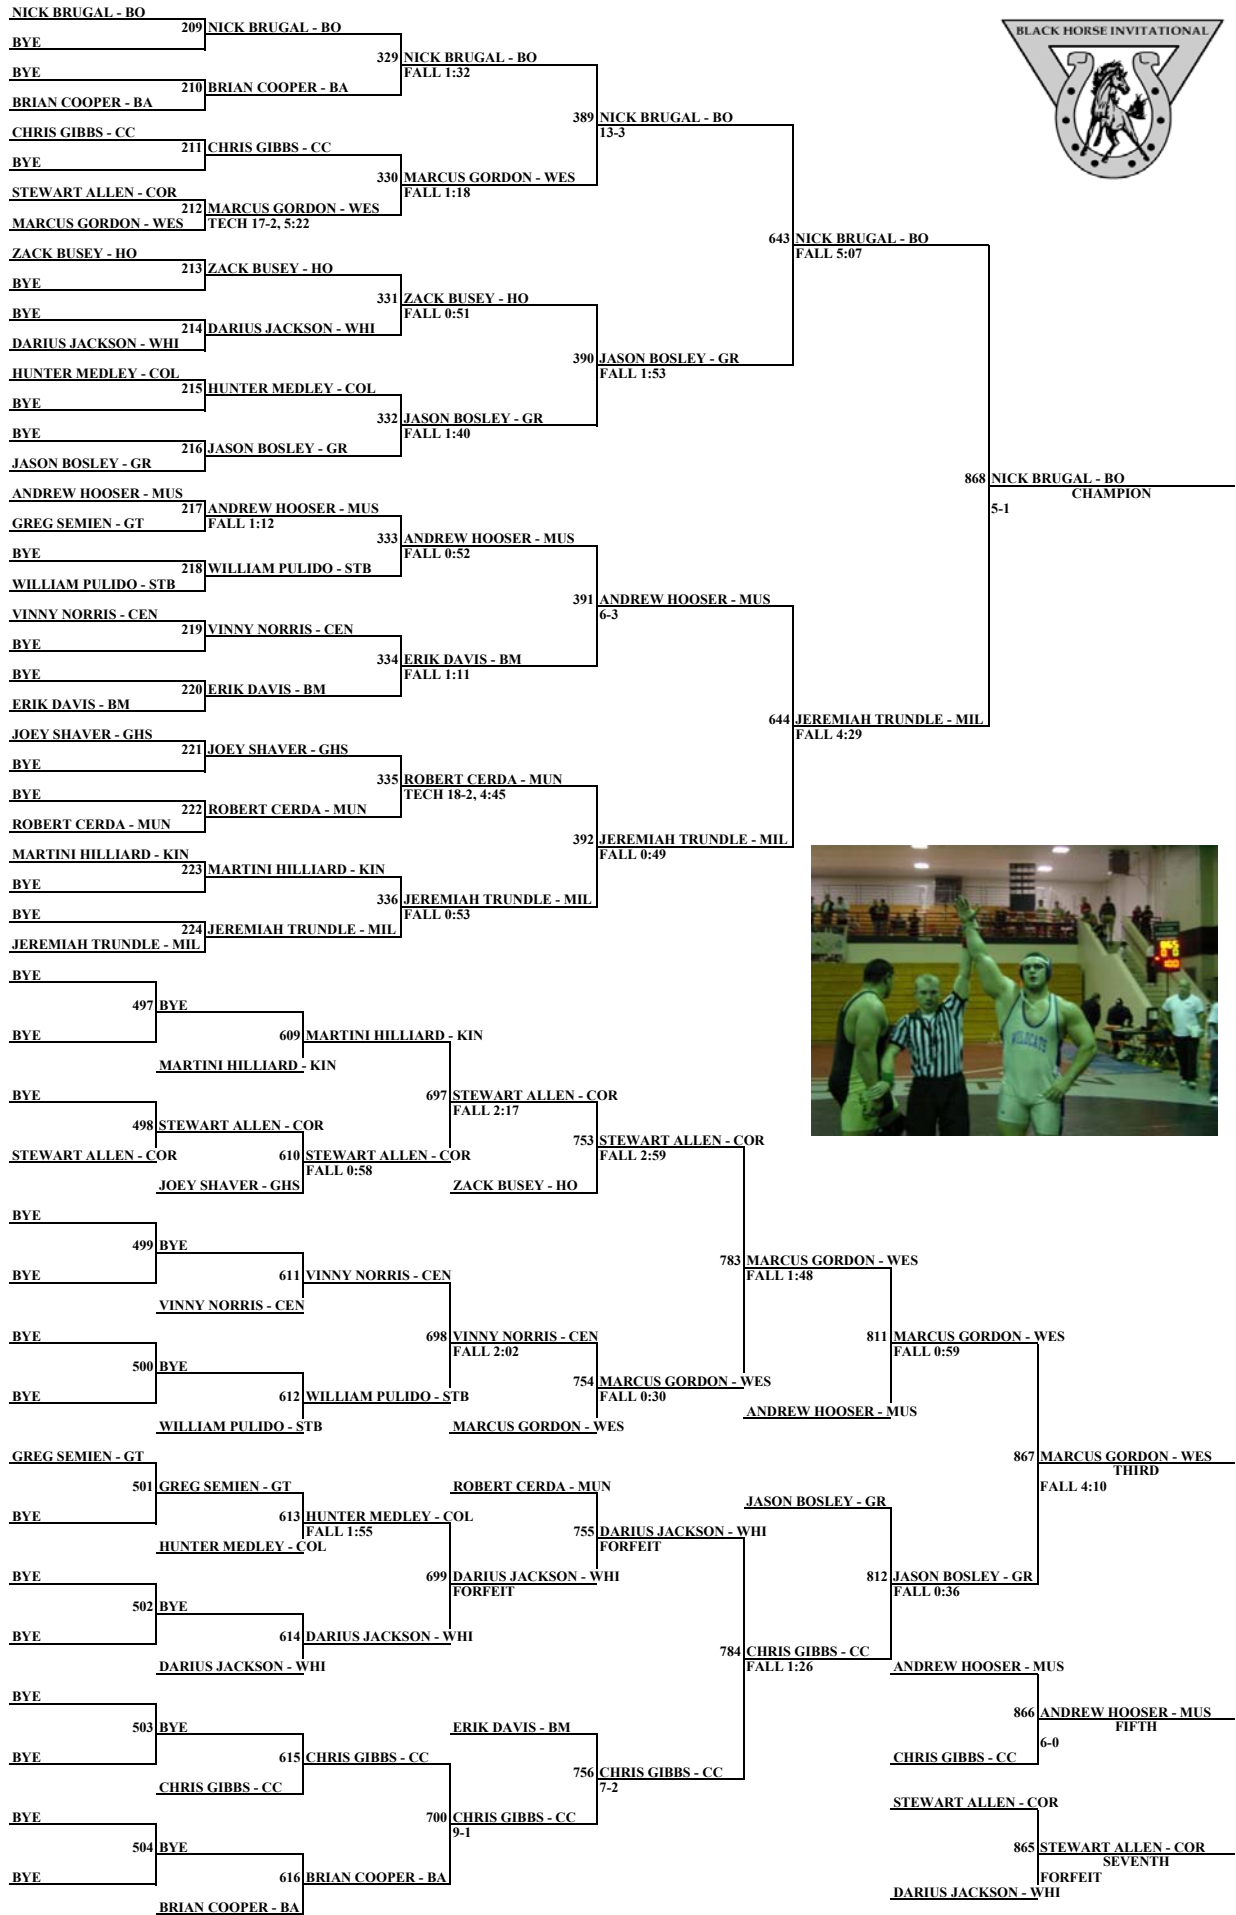 NICK BRUGAL - BO
209 NICK BRUGAL - BO
BYE
329 NICK BRUGAL - BO
FALL 1:32
BYE
210 BRIAN COOPER - BA
BRIAN COOPER - BA
389 NICK BRUGAL - BO
13-3
CHRIS GIBBS - CC
211 CHRIS GIBBS - CC
BYE
330 MARCUS GORDON - WES
FALL 1:18
STEWART ALLEN - COR
212 MARCUS GORDON - WES
TECH 17-2, 5:22
MARCUS GORDON - WES
643 NICK BRUGAL - BO
FALL 5:07
ZACK BUSEY - HO
213 ZACK BUSEY - HO
BYE
331 ZACK BUSEY - HO
FALL 0:51
BYE
214 DARIUS JACKSON - WHI
DARIUS JACKSON - WHI
390 JASON BOSLEY - GR
FALL 1:53
HUNTER MEDLEY - COL
215 HUNTER MEDLEY - COL
BYE
332 JASON BOSLEY - GR
FALL 1:40
BYE
216 JASON BOSLEY - GR
JASON BOSLEY - GR
868 NICK BRUGAL - BO
CHAMPION
5-1
ANDREW HOOSER - MUS
217 ANDREW HOOSER - MUS
FALL 1:12
GREG SEMIEN - GT
333 ANDREW HOOSER - MUS
FALL 0:52
BYE
218 WILLIAM PULIDO - STB
WILLIAM PULIDO - STB
391 ANDREW HOOSER - MUS
6-3
VINNY NORRIS - CEN
219 VINNY NORRIS - CEN
BYE
334 ERIK DAVIS - BM
FALL 1:11
BYE
220 ERIK DAVIS - BM
ERIK DAVIS - BM
644 JEREMIAH TRUNDLE - MIL
FALL 4:29
JOEY SHAVER - GHS
221 JOEY SHAVER - GHS
BYE
335 ROBERT CERDA - MUN
TECH 18-2, 4:45
BYE
222 ROBERT CERDA - MUN
ROBERT CERDA - MUN
392 JEREMIAH TRUNDLE - MIL
FALL 0:49
MARTINI HILLIARD - KIN
223 MARTINI HILLIARD - KIN
BYE
336 JEREMIAH TRUNDLE - MIL
FALL 0:53
BYE
224 JEREMIAH TRUNDLE - MIL
JEREMIAH TRUNDLE - MIL
BLACK HORSE INVITATIONAL
865
0 0
100
WILDCATS
BYE
497 BYE
BYE
609 MARTINI HILLIARD - KIN
MARTINI HILLIARD - KIN
697 STEWART ALLEN - COR
FALL 2:17
BYE
498 STEWART ALLEN - COR
STEWART ALLEN - COR
610 STEWART ALLEN - COR
FALL 0:58
JOEY SHAVER - GHS
753 STEWART ALLEN - COR
FALL 2:59
ZACK BUSEY - HO
BYE
499 BYE
BYE
611 VINNY NORRIS - CEN
VINNY NORRIS - CEN
783 MARCUS GORDON - WES
FALL 1:48
BYE
698 VINNY NORRIS - CEN
FALL 2:02
500 BYE
BYE
612 WILLIAM PULIDO - STB
WILLIAM PULIDO - STB
754 MARCUS GORDON - WES
FALL 0:30
MARCUS GORDON - WES
811 MARCUS GORDON - WES
FALL 0:59
ANDREW HOOSER - MUS
867 MARCUS GORDON - WES
THIRD
FALL 4:10
GREG SEMIEN - GT
501 GREG SEMIEN - GT
BYE
613 HUNTER MEDLEY - COL
FALL 1:55
HUNTER MEDLEY - COL
ROBERT CERDA - MUN
755 DARIUS JACKSON - WHI
FORFEIT
JASON BOSLEY - GR
BYE
699 DARIUS JACKSON - WHI
FORFEIT
812 JASON BOSLEY - GR
FALL 0:36
502 BYE
BYE
614 DARIUS JACKSON - WHI
DARIUS JACKSON - WHI
784 CHRIS GIBBS - CC
FALL 1:26
ANDREW HOOSER - MUS
866 ANDREW HOOSER - MUS
FIFTH
6-0
CHRIS GIBBS - CC
BYE
503 BYE
BYE
615 CHRIS GIBBS - CC
CHRIS GIBBS - CC
ERIK DAVIS - BM
756 CHRIS GIBBS - CC
7-2
700 CHRIS GIBBS - CC
9-1
BYE
504 BYE
BYE
616 BRIAN COOPER - BA
BRIAN COOPER - BA
STEWART ALLEN - COR
865 STEWART ALLEN - COR
SEVENTH
FORFEIT
DARIUS JACKSON - WHI